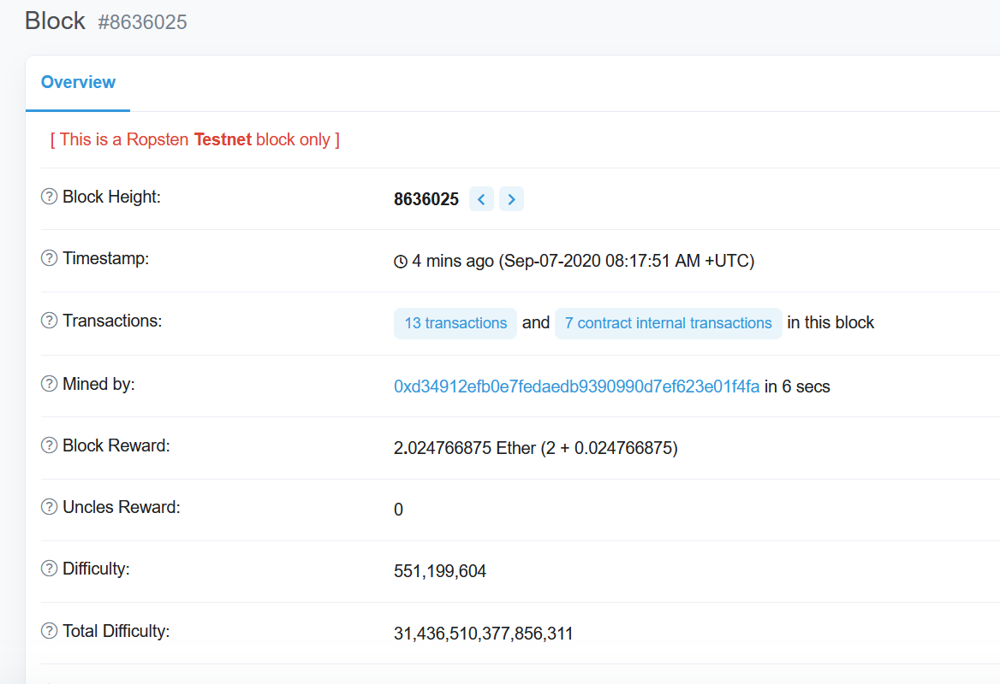 Block #8636025
Overview
[ This is a Ropsten Testnet block only ]
Block Height: 8636025
Timestamp: 4 mins ago (Sep-07-2020 08:17:51 AM +UTC)
Transactions: 13 transactions and 7 contract internal transactions in this block
Mined by: 0xd34912efb0e7fedaedb9390990d7ef623e01f4fa in 6 secs
Block Reward: 2.024766875 Ether (2 + 0.024766875)
Uncles Reward: 0
Difficulty: 551,199,604
Total Difficulty: 31,436,510,377,856,311